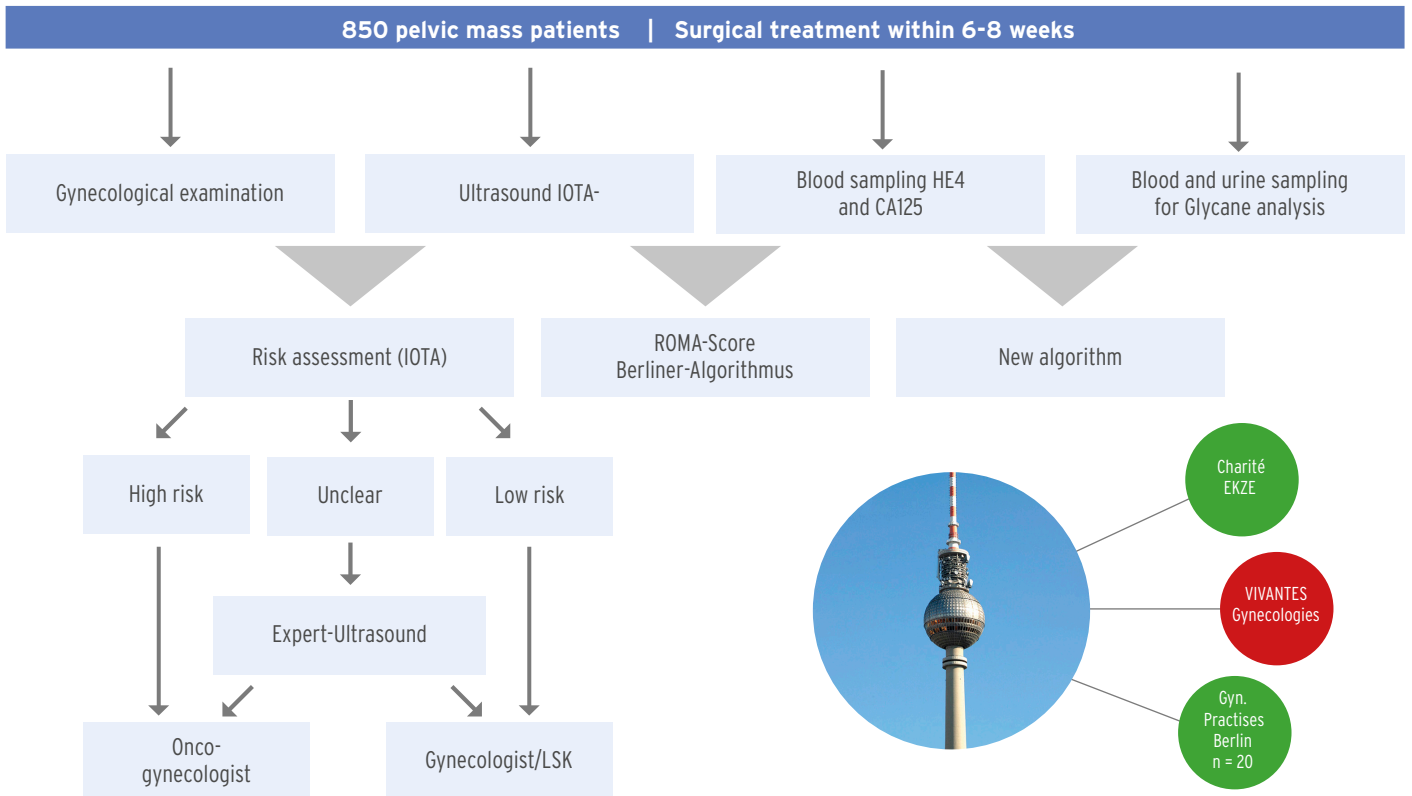 850 pelvic mass patients | Surgical treatment within 6-8 weeks
Gynecological examination
Ultrasound IOTA-
Blood sampling HE4
and CA125
Blood and urine sampling
for Glycane analysis
Risk assessment (IOTA)
ROMA-Score
Berliner-Algorithmus
New algorithm
High risk
Unclear
Low risk
Expert-Ultrasound
Onco-
gynecologist
Gynecologist/LSK
Charité
EKZE
VIVANTES
Gynecologies
Gyn.
Practises
Berlin
n = 20